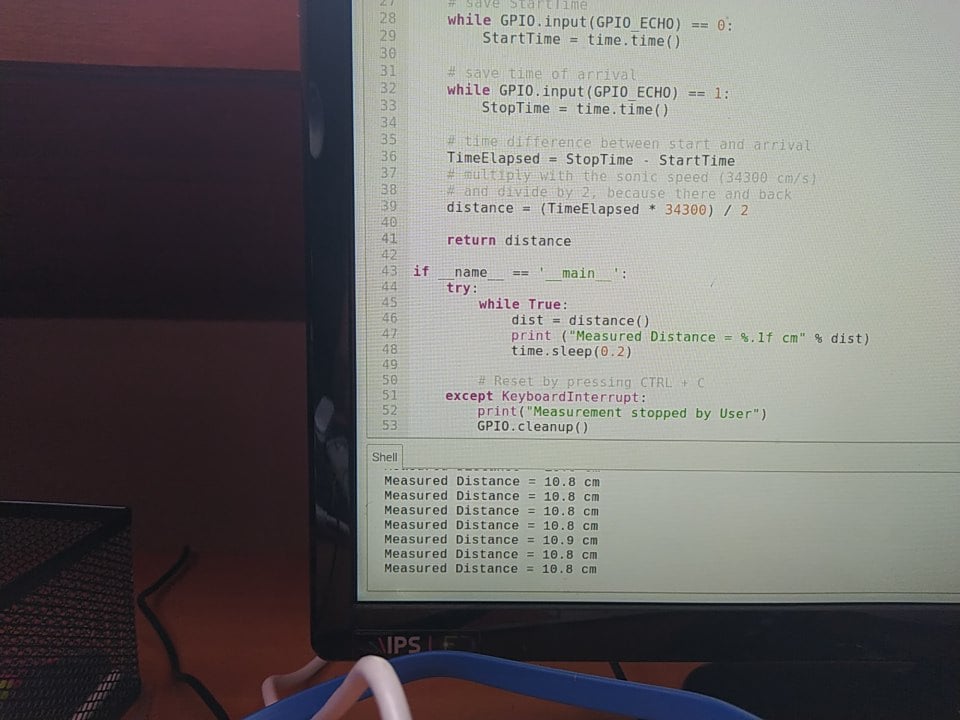 27 # save StartTime
28 while GPIO.input(GPIO_ECHO) == 0:
29 StartTime = time.time()
30
31 # save time of arrival
32 while GPIO.input(GPIO_ECHO) == 1:
33 StopTime = time.time()
34
35 # time difference between start and arrival
36 TimeElapsed = StopTime - StartTime
37 # multiply with the sonic speed (34300 cm/s)
38 # and divide by 2, because there and back
39 distance = (TimeElapsed * 34300) / 2
40
41 return distance
42
43 if __name__ == '__main__':
44 try:
45 while True:
46 dist = distance()
47 print ("Measured Distance = %.1f cm" % dist)
48 time.sleep(0.2)
49
50 # Reset by pressing CTRL + C
51 except KeyboardInterrupt:
52 print("Measurement stopped by User")
53 GPIO.cleanup()
Shell
Measured Distance = 10.8 cm
Measured Distance = 10.8 cm
Measured Distance = 10.8 cm
Measured Distance = 10.8 cm
Measured Distance = 10.9 cm
Measured Distance = 10.8 cm
Measured Distance = 10.8 cm
IPS